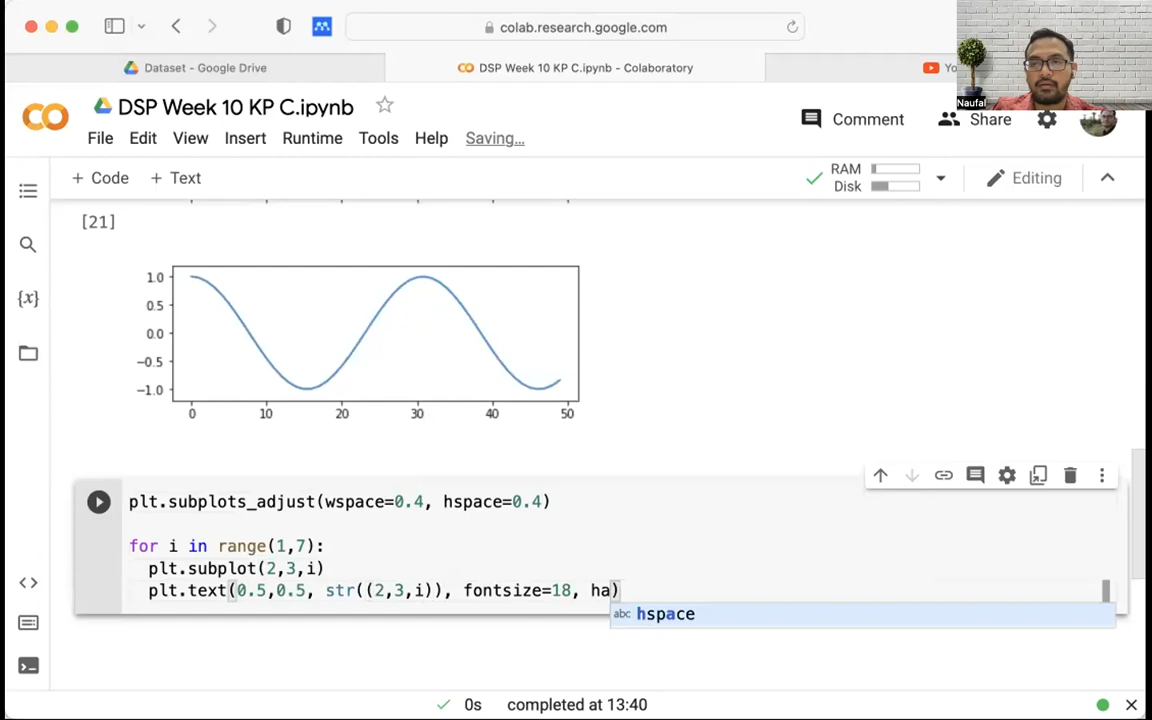 colab.research.google.com
Dataset - Google Drive
DSP Week 10 KP C.ipynb - Colaboratory
Yo
Naufal
DSP Week 10 KP C.ipynb
Comment
Share
File Edit View Insert Runtime Tools Help Saving...
+ Code + Text
RAM
Disk
Editing
[21]
1.0
0.5
0.0
−0.5
−1.0
0 10 20 30 40 50
plt.subplots_adjust(wspace=0.4, hspace=0.4)
for i in range(1,7):
plt.subplot(2,3,i)
plt.text(0.5,0.5, str((2,3,i)), fontsize=18, ha)
abc hspace
0s completed at 13:40